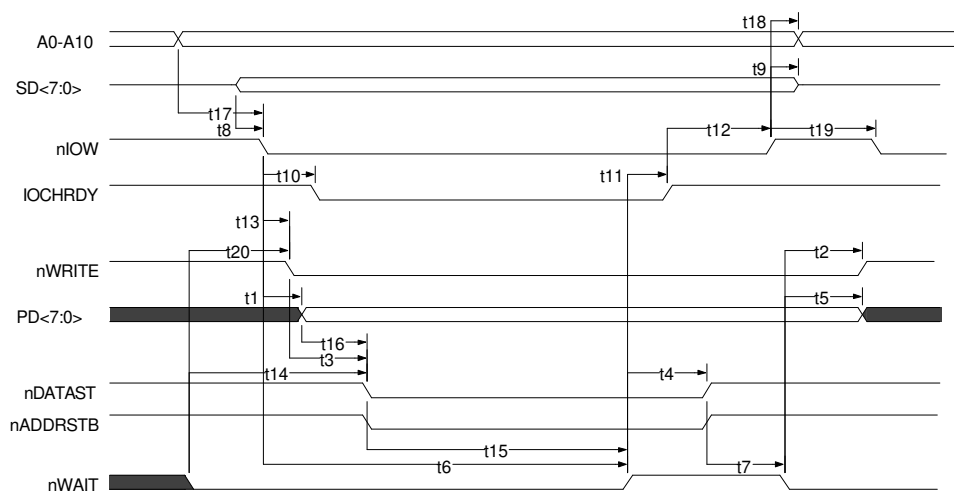 t18
A0-A10
t9
SD<7:0>
t17
t8
t12
t19
nIOW
t10
t11
IOCHRDY
t13
t20
t2
nWRITE
t1
t5
PD<7:0>
t16
t3
t14
t4
nDATAST
nADDRSTB
t15
t6
t7
nWAIT